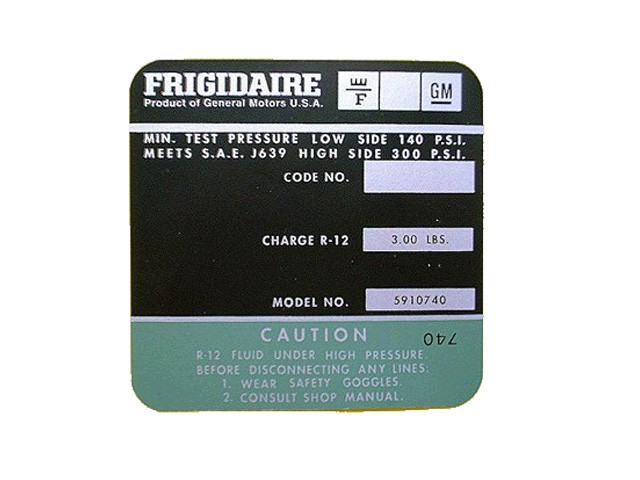 FRIGIDAIRE
Product of General Motors U.S.A.
F
GM
MIN. TEST PRESSURE LOW SIDE 140 P.S.I.
MEETS S.A.E. J639 HIGH SIDE 300 P.S.I.
CODE NO.
CHARGE R-12 3.00 LBS.
MODEL NO. 5910740
CAUTION
740
R-12 FLUID UNDER HIGH PRESSURE.
BEFORE DISCONNECTING ANY LINES:
1. WEAR SAFETY GOGGLES.
2. CONSULT SHOP MANUAL.